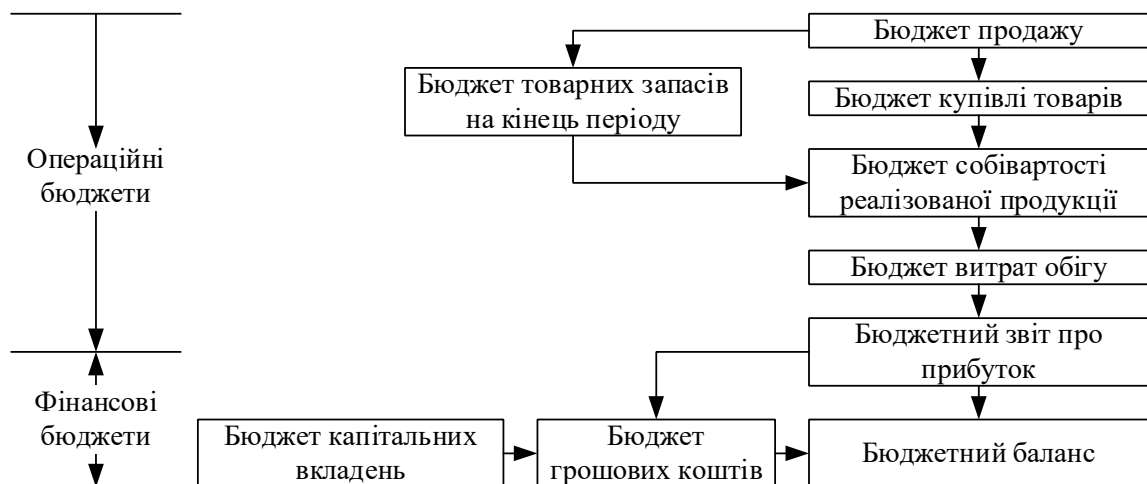 Бюджет продажу
Бюджет товарних запасів
на кінець періоду
Бюджет купівлі товарів
Операційні
бюджети
Бюджет собівартості
реалізованої продукції
Бюджет витрат обігу
Бюджетний звіт про
прибуток
Фінансові
бюджети
Бюджет капітальних
вкладень
Бюджет
грошових коштів
Бюджетний баланс